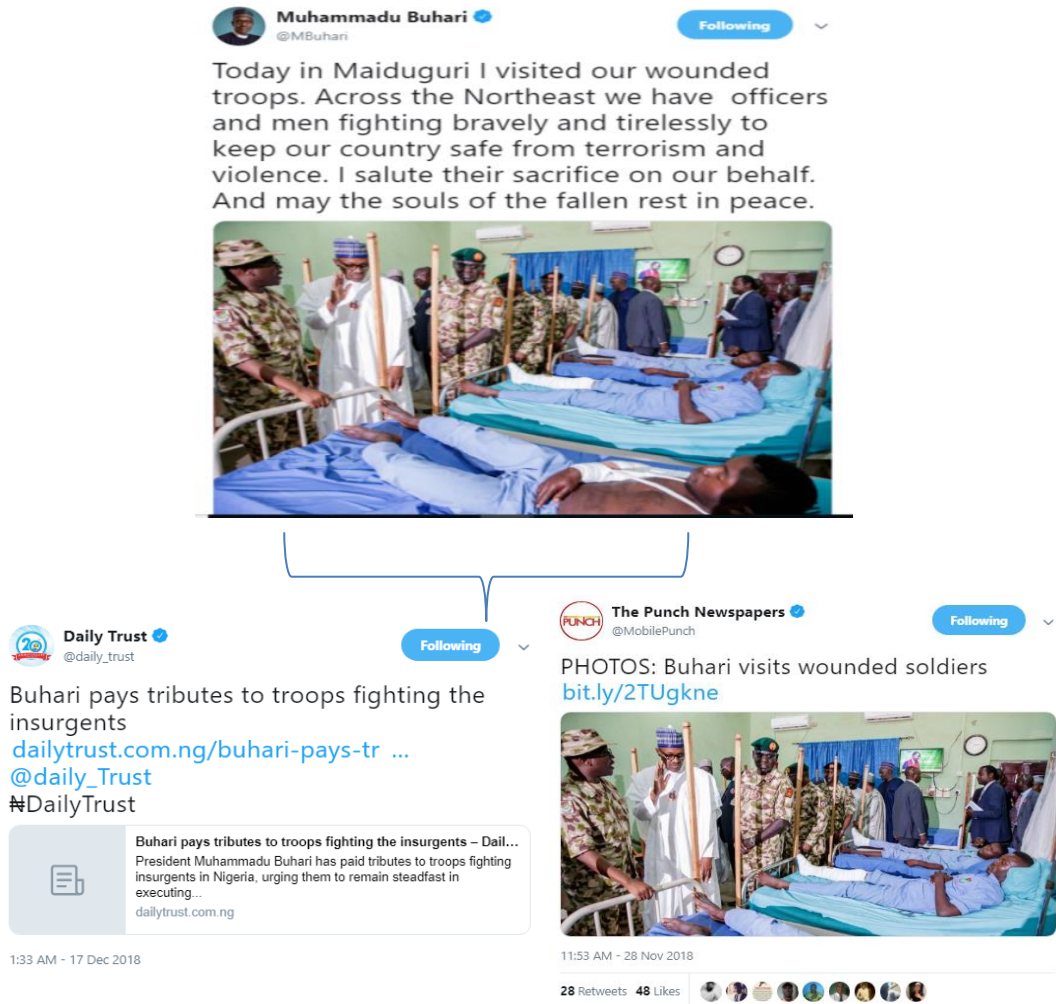 Muhammadu Buhari
@MBuhari
Following
Today in Maiduguri I visited our wounded
troops. Across the Northeast we have officers
and men fighting bravely and tirelessly to
keep our country safe from terrorism and
violence. I salute their sacrifice on our behalf.
And may the souls of the fallen rest in peace.
Daily Trust
@daily_trust
Following
Buhari pays tributes to troops fighting the
insurgents
dailytrust.com.ng/buhari-pays-tr ...
@daily_Trust
₦DailyTrust
Buhari pays tributes to troops fighting the insurgents – Dail...
President Muhammadu Buhari has paid tributes to troops fighting
insurgents in Nigeria, urging them to remain steadfast in
executing...
dailytrust.com.ng
1:33 AM - 17 Dec 2018
PUNCH
The Punch Newspapers
@MobilePunch
Following
PHOTOS: Buhari visits wounded soldiers
bit.ly/2TUgkne
11:53 AM - 28 Nov 2018
28 Retweets 48 Likes